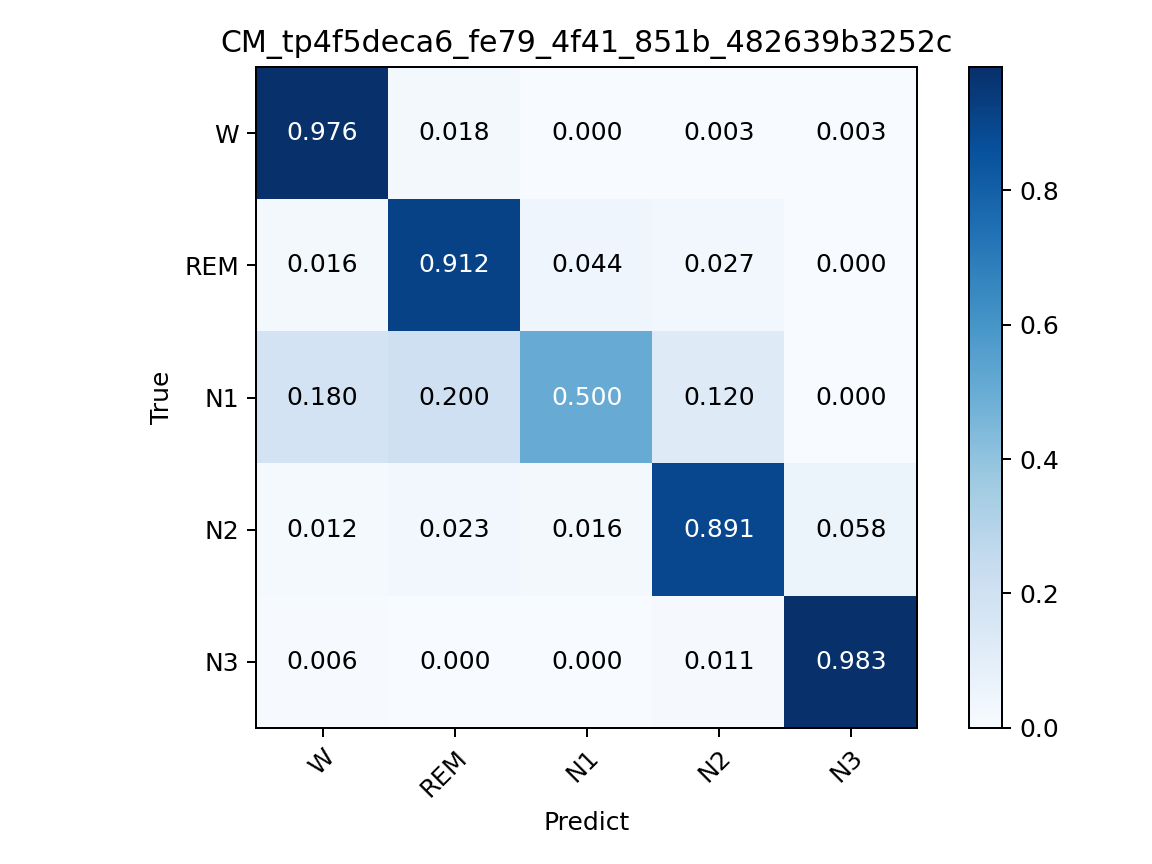 CM_tp4f5deca6_fe79_4f41_851b_482639b3252c
W 0.976 0.018 0.000 0.003 0.003
REM 0.016 0.912 0.044 0.027 0.000
N1 0.180 0.200 0.500 0.120 0.000
N2 0.012 0.023 0.016 0.891 0.058
N3 0.006 0.000 0.000 0.011 0.983
True
W REM N1 N2 N3
Predict
0.8
0.6
0.4
0.2
0.0